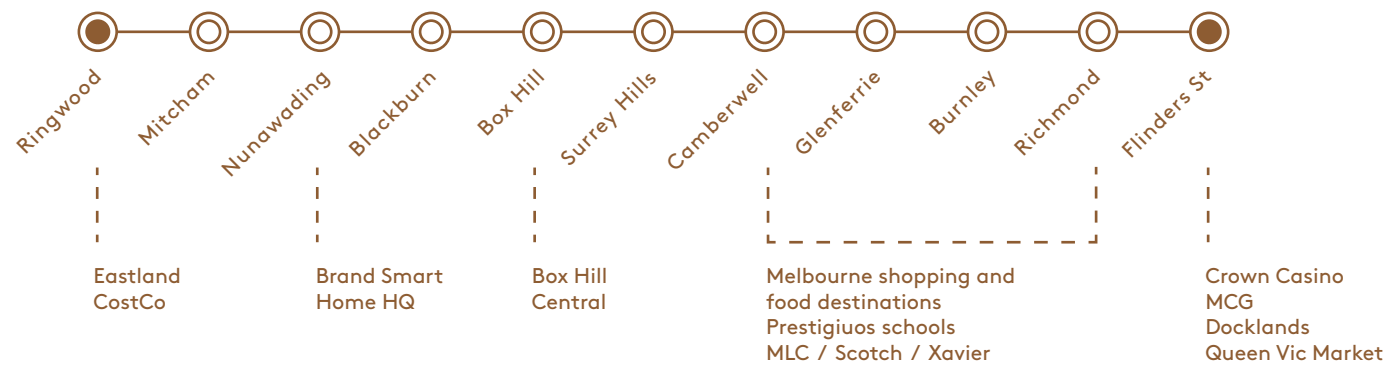 Ringwood
Mitcham
Nunawading
Blackburn
Box Hill
Surrey Hills
Camberwell
Glenferrie
Burnley
Richmond
Flinders St
Eastland
CostCo
Brand Smart
Home HQ
Box Hill
Central
Melbourne shopping and
food destinations
Prestigiuos schools
MLC / Scotch / Xavier
Crown Casino
MCG
Docklands
Queen Vic Market